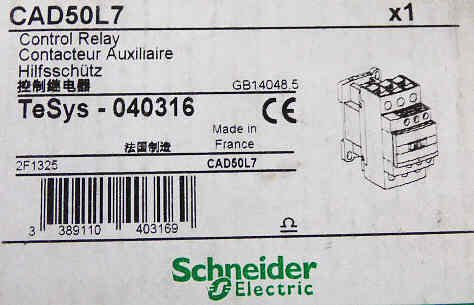 CAD50L7 x1
Control Relay
Contacteur Auxiliaire
Hilfsschütz
控制继电器 GB14048.5
TeSys - 040316 CE
Made in
法国制造 France
2F1325 CAD50L7
3 389110 403169
Schneider
Electric